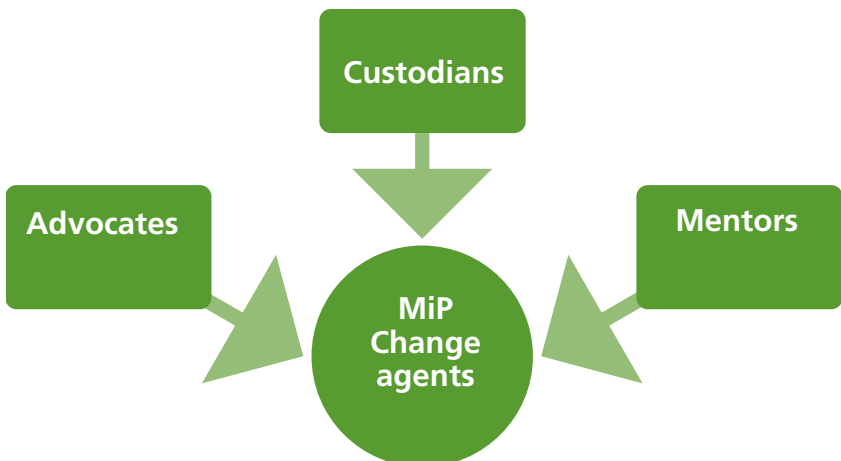 Custodians
Advocates
Mentors
MiP
Change
agents